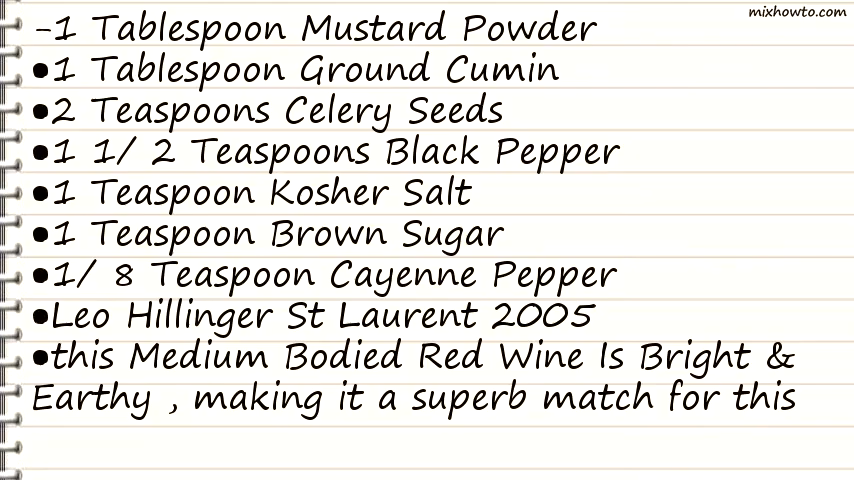 mixhowto.com
-1 Tablespoon Mustard Powder
•1 Tablespoon Ground Cumin
•2 Teaspoons Celery Seeds
•1 1/ 2 Teaspoons Black Pepper
•1 Teaspoon Kosher Salt
•1 Teaspoon Brown Sugar
•1/ 8 Teaspoon Cayenne Pepper
•Leo Hillinger St Laurent 2005
•this Medium Bodied Red Wine Is Bright &
Earthy , making it a superb match for this